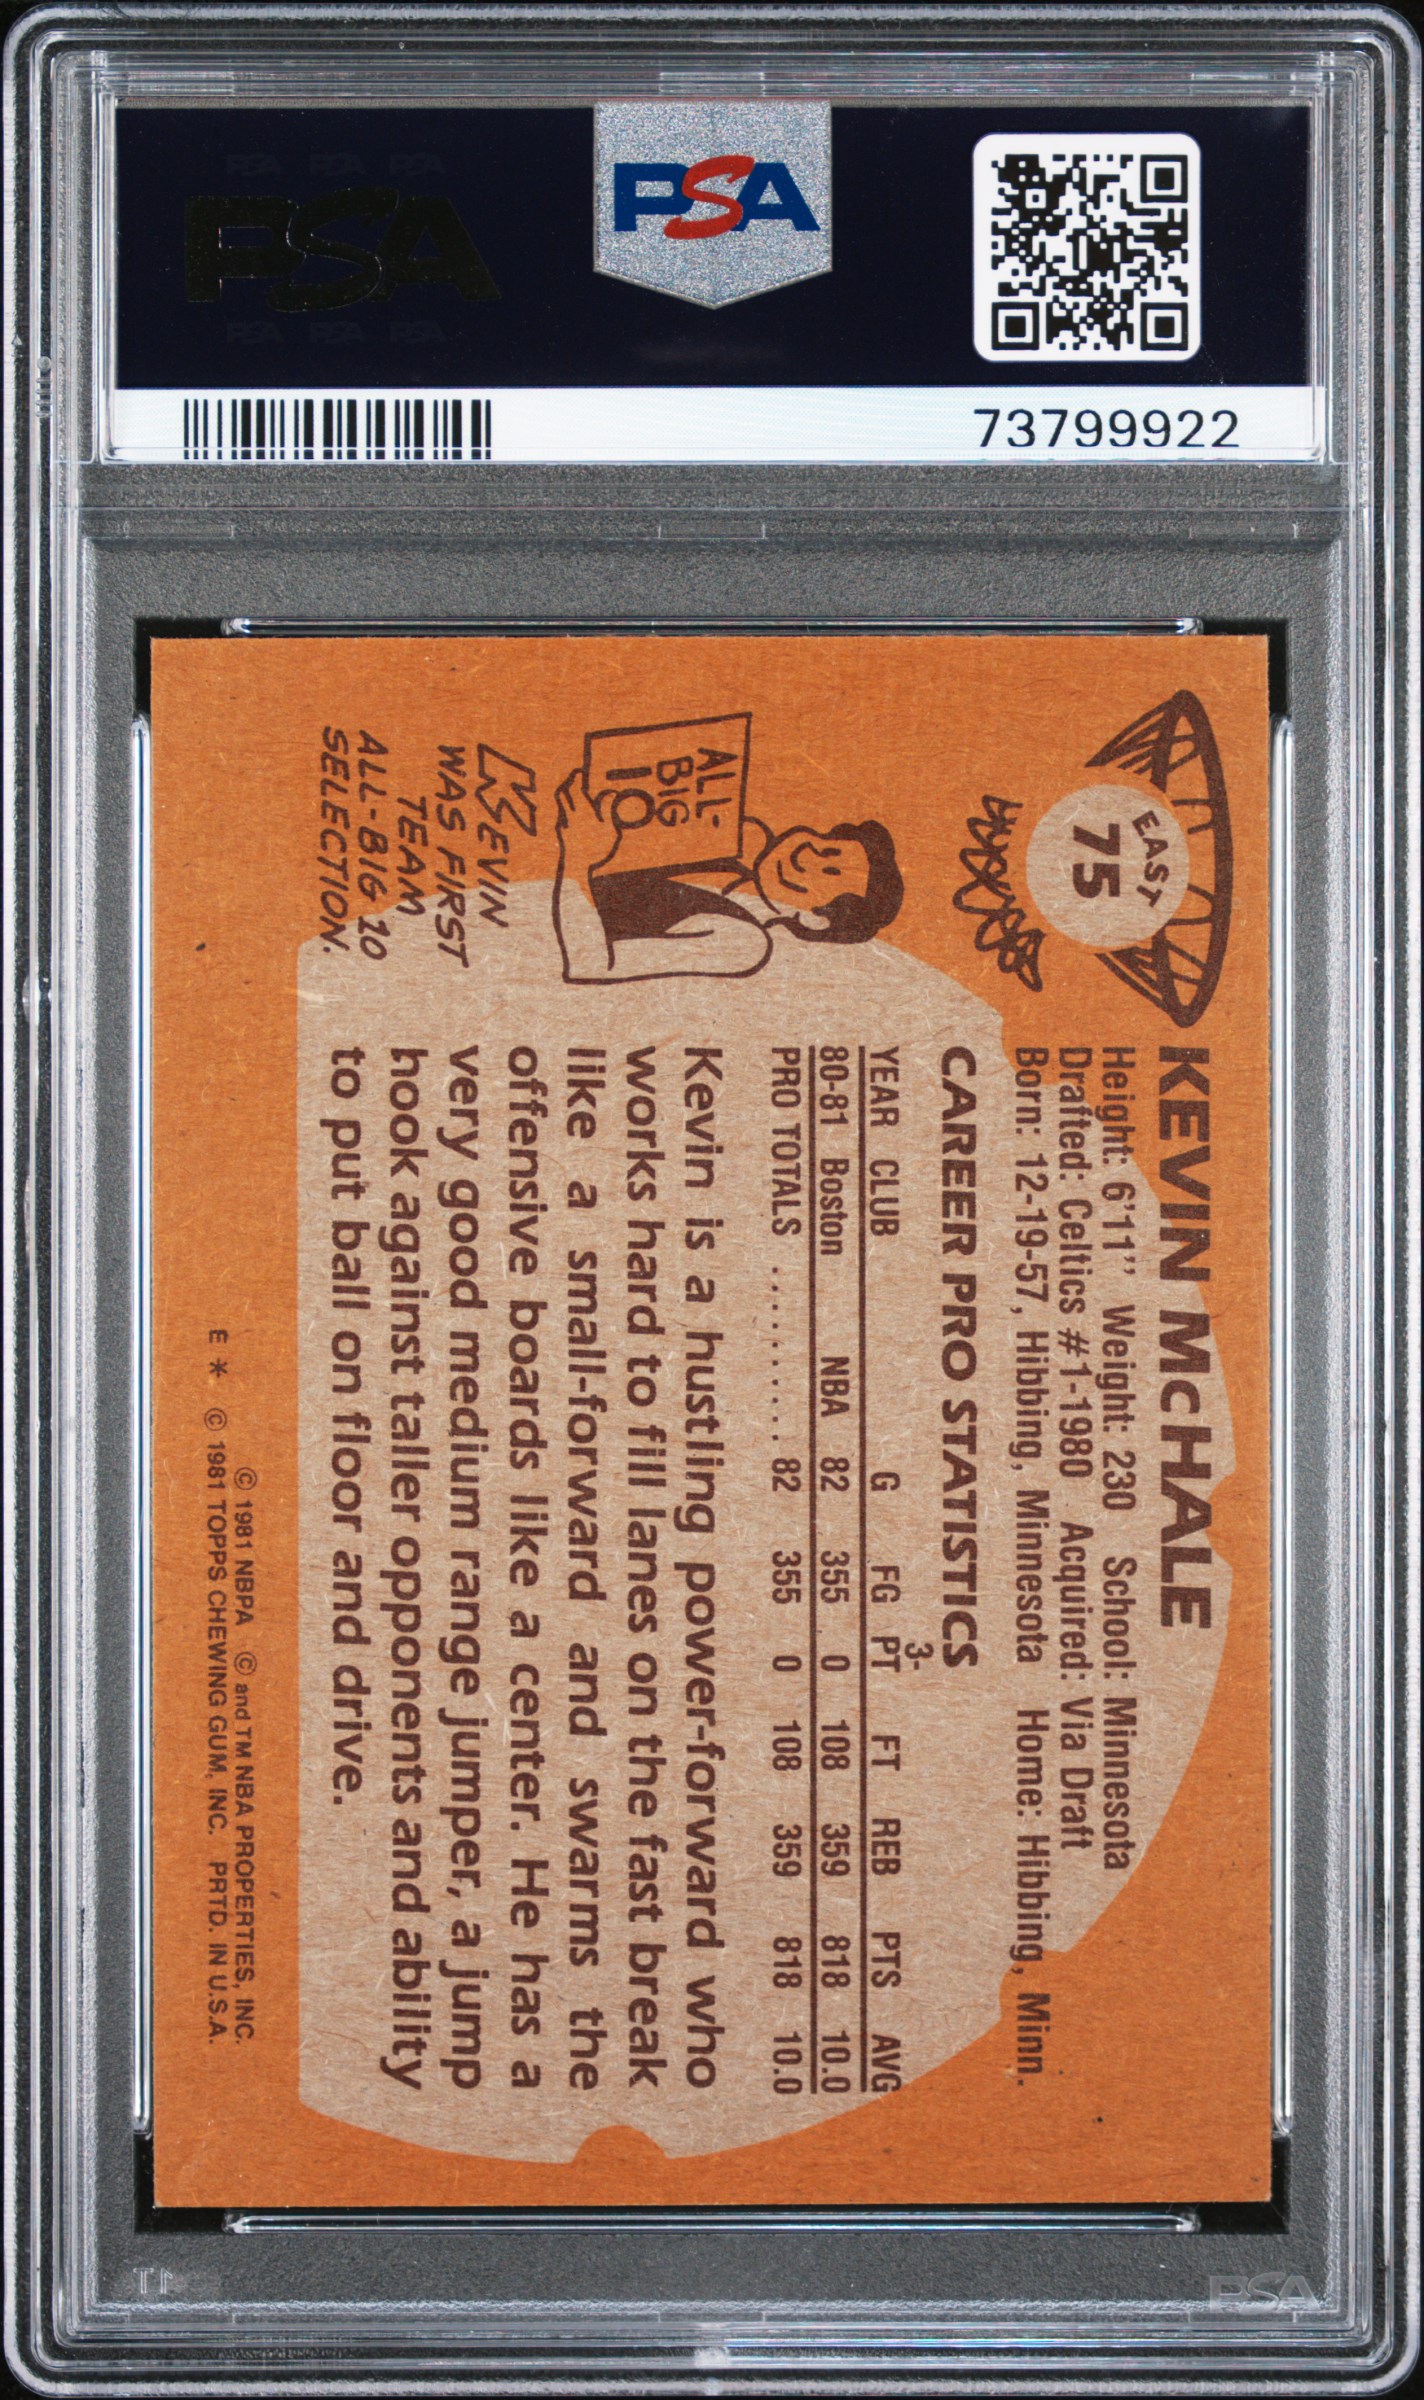 PSA PSA PSA
PSA
PSA PSA PSA
PSA
73799922
EAST
75
KEVIN McHALE
Height: 6'11" Weight: 230 School: Minnesota
Drafted: Celtics #1-1980 Acquired: Via Draft
Born: 12-19-57, Hibbing, Minnesota Home: Hibbing, Minn.
CAREER PRO STATISTICS
YEAR CLUB G FG 3-PT FT REB PTS AVG
80-81 Boston NBA 82 355 0 108 359 818 10.0
PRO TOTALS ......... 82 355 0 108 359 818 10.0
ALL-
BIG
10
KEVIN
WAS FIRST
TEAM
ALL-BIG 10
SELECTION.
Kevin is a hustling power-forward who
works hard to fill lanes on the fast break
like a small-forward and swarms the
offensive boards like a center. He has a
very good medium range jumper, a jump
hook against taller opponents and ability
to put ball on floor and drive.
© 1981 NBPA © and TM NBA PROPERTIES, INC.
E * © 1981 TOPPS CHEWING GUM, INC. PRTD. IN U.S.A.
PSA